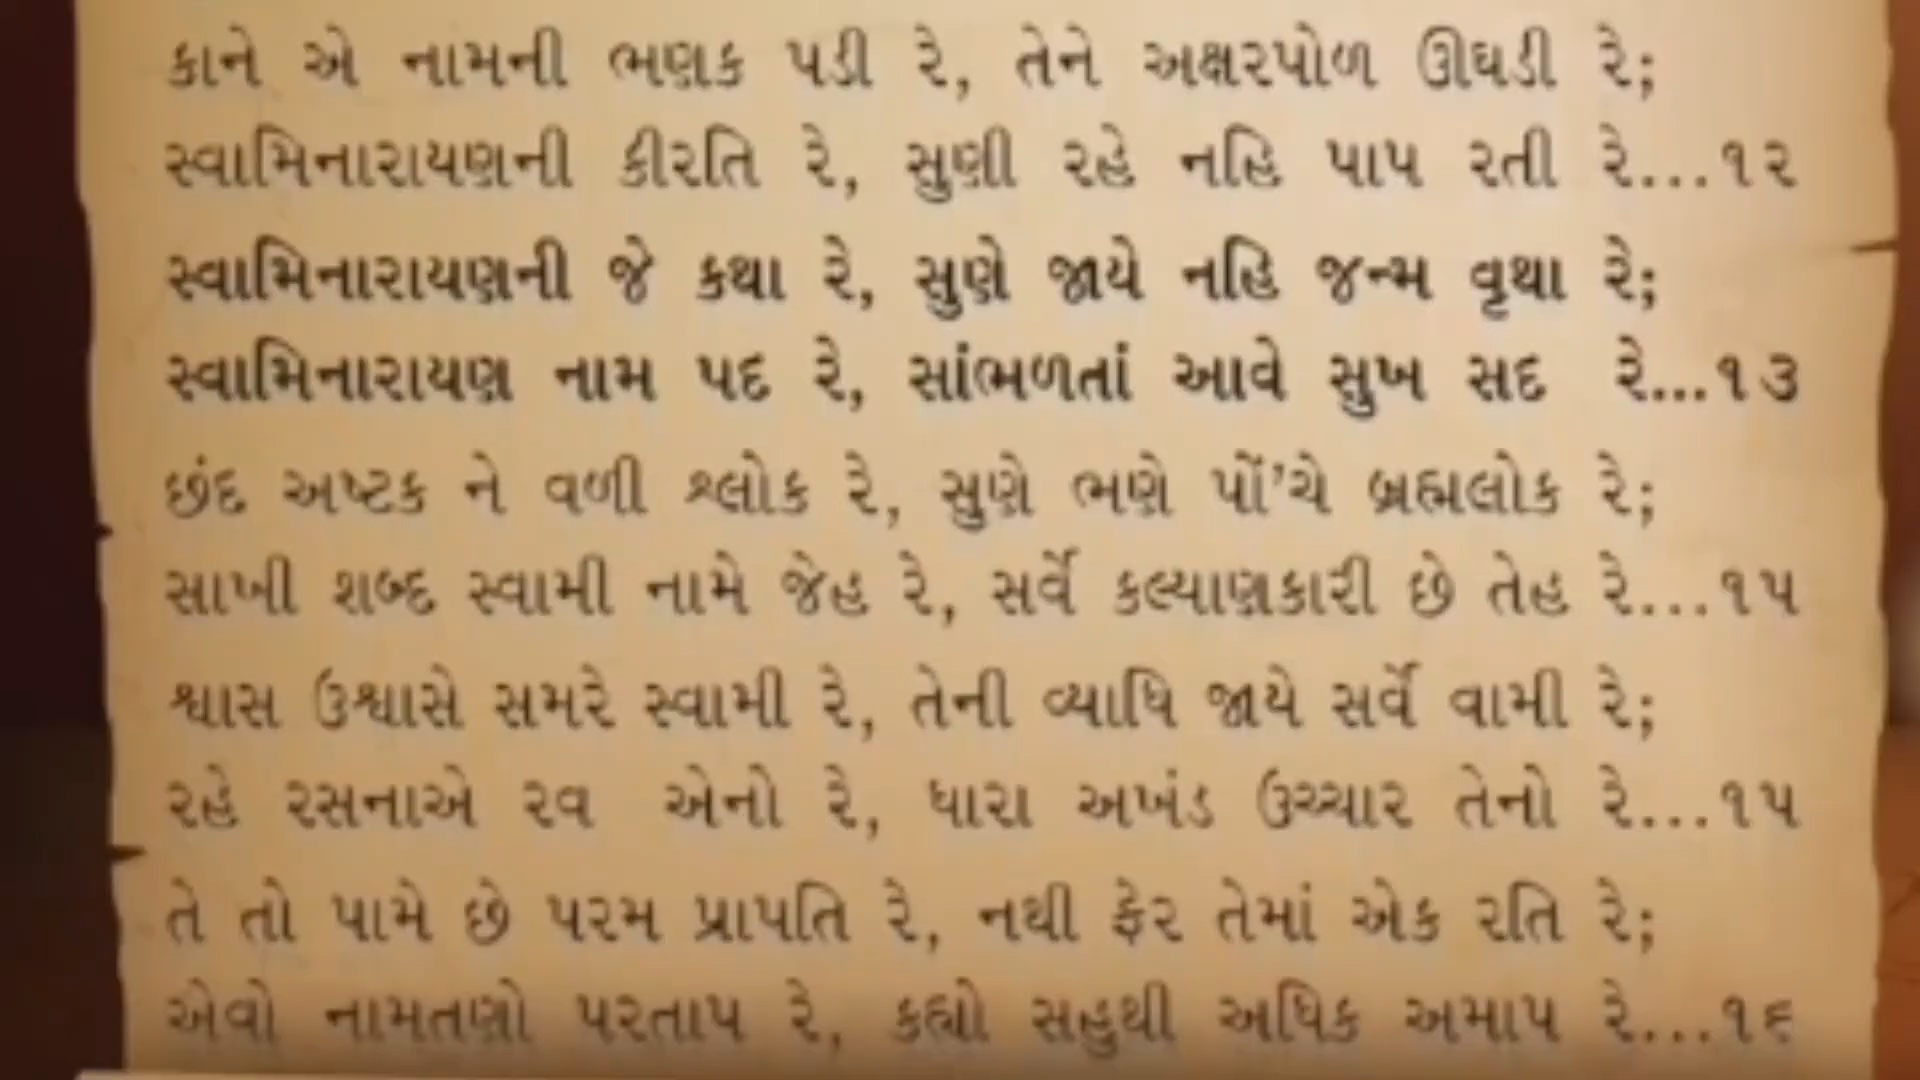 કાને એ નામની ભણક પડી રે, તેને અક્ષરપોળ ઊઘડી રે;
સ્વામિનારાયણની કીરતિ રે, સુણી રહે નહિ પાપ રતી રે...૧૨
સ્વામિનારાયણની જે કથા રે, સુણે જાયે નહિ જન્મ વૃથા રે;
સ્વામિનારાયણ નામ પદ રે, સાંભળતાં આવે સુખ સદ રે...૧૩
છંદ અષ્ટક ને વળી શ્લોક રે, સુણે ભણે પોં'ચે બ્રહ્મલોક રે;
સાખી શબ્દ સ્વામી નામે જેહ રે, સર્વે કલ્યાણકારી છે તેહ રે...૧૫
શ્વાસ ઉશ્વાસે સમરે સ્વામી રે, તેની વ્યાધિ જાયે સર્વે વામી રે;
રહે રસનાએ રવ એનો રે, ધારા અખંડ ઉચ્ચાર તેનો રે...૧૫
તે તો પામે છે પરમ પ્રાપતિ રે, નથી ફેર તેમાં એક રતિ રે;
એવો નામતણો પરતાપ રે, કહ્યો સહુથી અધિક અમાપ રે...૧૬